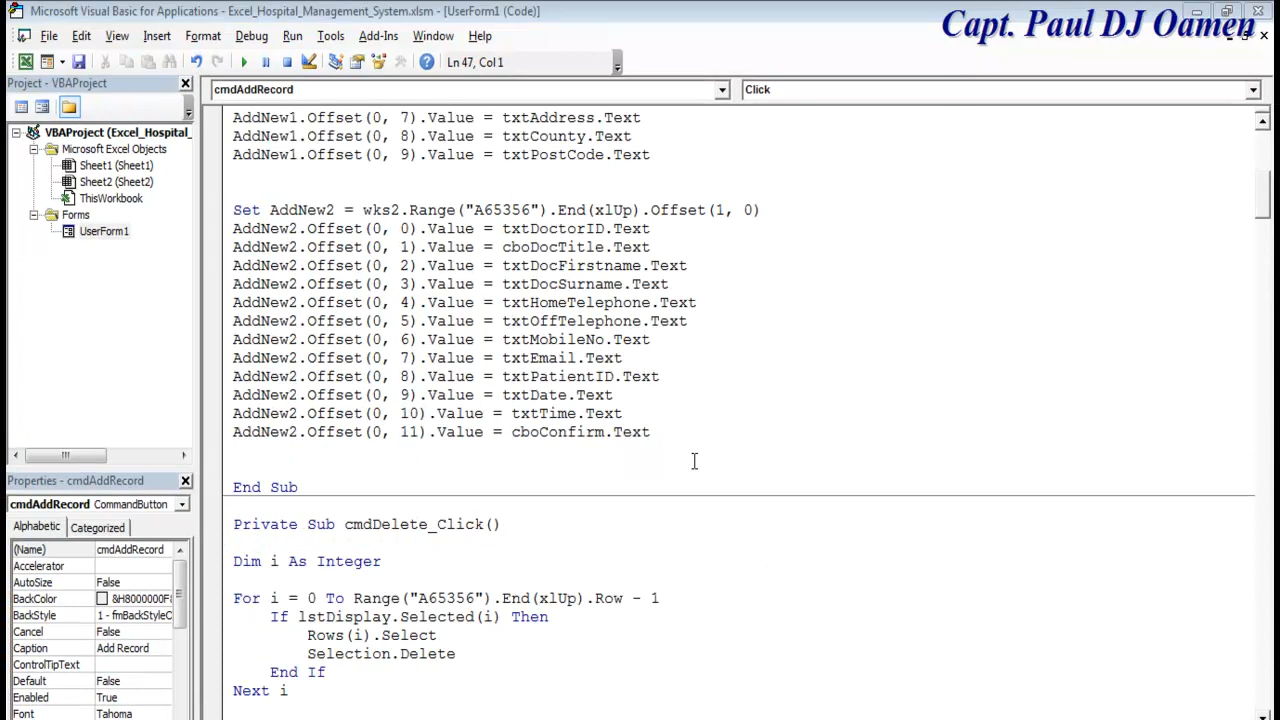 Microsoft Visual Basic for Applications - Excel_Hospital_Management_System.xlsm - [UserForm1 (Code)]
Capt. Paul DJ Oamen
File Edit View Insert Format Debug Run Tools Add-Ins Window Help
Ln 47, Col 1
Project - VBAProject
cmdAddRecord
Click
VBAProject (Excel_Hospital_
Microsoft Excel Objects
Sheet1 (Sheet1)
Sheet2 (Sheet2)
ThisWorkbook
Forms
UserForm1
AddNew1.Offset(0, 7).Value = txtAddress.Text
AddNew1.Offset(0, 8).Value = txtCounty.Text
AddNew1.Offset(0, 9).Value = txtPostCode.Text
Set AddNew2 = wks2.Range("A65356").End(xlUp).Offset(1, 0)
AddNew2.Offset(0, 0).Value = txtDoctorID.Text
AddNew2.Offset(0, 1).Value = cboDocTitle.Text
AddNew2.Offset(0, 2).Value = txtDocFirstname.Text
AddNew2.Offset(0, 3).Value = txtDocSurname.Text
AddNew2.Offset(0, 4).Value = txtHomeTelephone.Text
AddNew2.Offset(0, 5).Value = txtOffTelephone.Text
AddNew2.Offset(0, 6).Value = txtMobileNo.Text
AddNew2.Offset(0, 7).Value = txtEmail.Text
AddNew2.Offset(0, 8).Value = txtPatientID.Text
AddNew2.Offset(0, 9).Value = txtDate.Text
AddNew2.Offset(0, 10).Value = txtTime.Text
AddNew2.Offset(0, 11).Value = cboConfirm.Text
End Sub
Private Sub cmdDelete_Click()
Dim i As Integer
For i = 0 To Range("A65356").End(xlUp).Row - 1
If lstDisplay.Selected(i) Then
Rows(i).Select
Selection.Delete
End If
Next i
Properties - cmdAddRecord
cmdAddRecord CommandButton
Alphabetic Categorized
(Name) cmdAddRecord
Accelerator
AutoSize False
BackColor &H8000000F&
BackStyle 1 - fmBackStyleO
Cancel False
Caption Add Record
ControlTipText
Default False
Enabled True
Font Tahoma